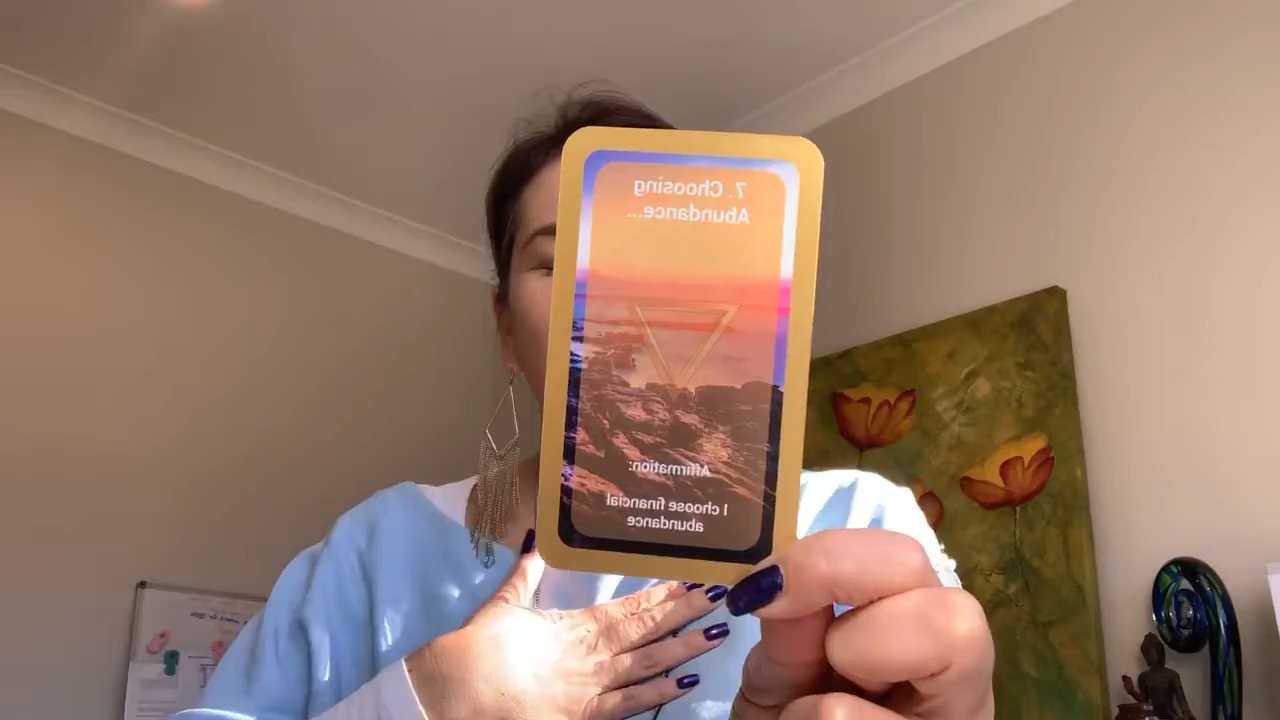 7. Choosing
Abundance...
Affirmation:
I choose financial
abundance